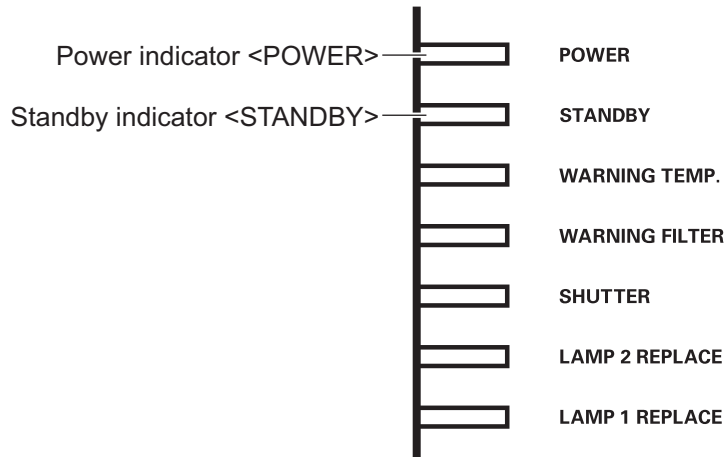 Power indicator <POWER>
POWER
Standby indicator <STANDBY>
STANDBY
WARNING TEMP.
WARNING FILTER
SHUTTER
LAMP 2 REPLACE
LAMP 1 REPLACE